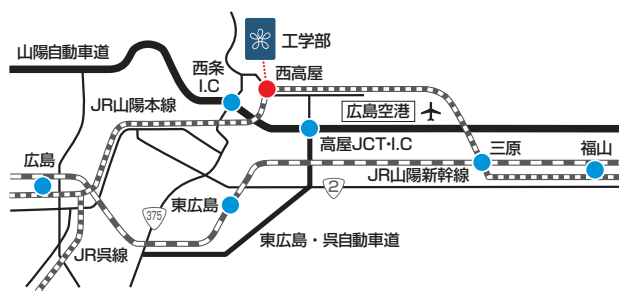 工学部
山陽自動車道
西条
I.C
西高屋
JR山陽本線
広島空港
高屋JCT・I.C
広島
三原
福山
JR山陽新幹線
2
東広島
375
東広島・呉自動車道
JR呉線